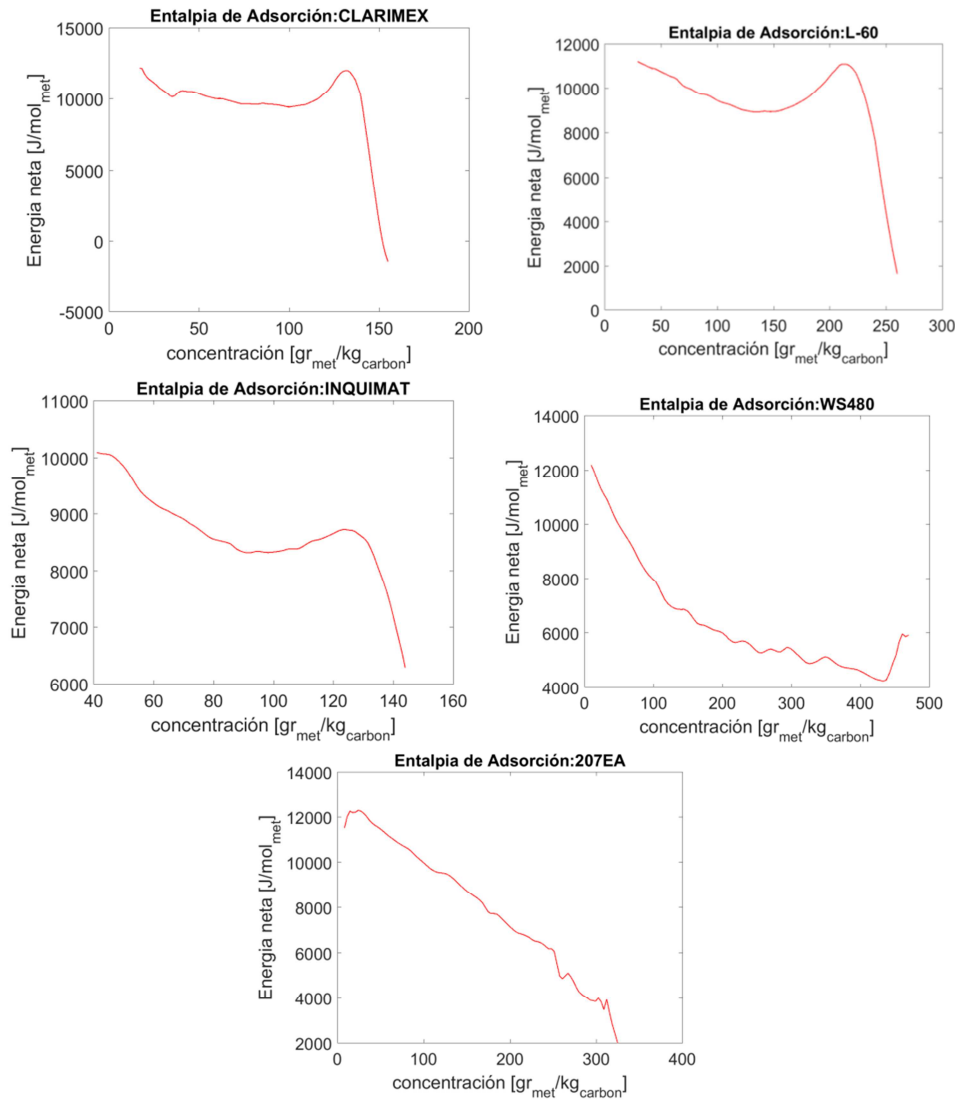 Entalpia de Adsorción:CLARIMEX
15000
10000
5000
0
-5000
Energia neta [J/mol_met]
0 50 100 150 200
concentración [gr_met/kg_carbon]
Entalpia de Adsorción:L-60
12000
10000
8000
6000
4000
2000
0
Energia neta [J/mol_met]
0 50 100 150 200 250 300
concentración [gr_met/kg_carbon]
Entalpia de Adsorción:INQUIMAT
11000
10000
9000
8000
7000
6000
Energia neta [J/mol_met]
40 60 80 100 120 140 160
concentración [gr_met/kg_carbon]
Entalpia de Adsorción:WS480
14000
12000
10000
8000
6000
4000
Energia neta [J/mol_met]
0 100 200 300 400 500
concentración [gr_met/kg_carbon]
Entalpia de Adsorción:207EA
14000
12000
10000
8000
6000
4000
2000
Energia neta [J/mol_met]
0 100 200 300 400
concentración [gr_met/kg_carbon]